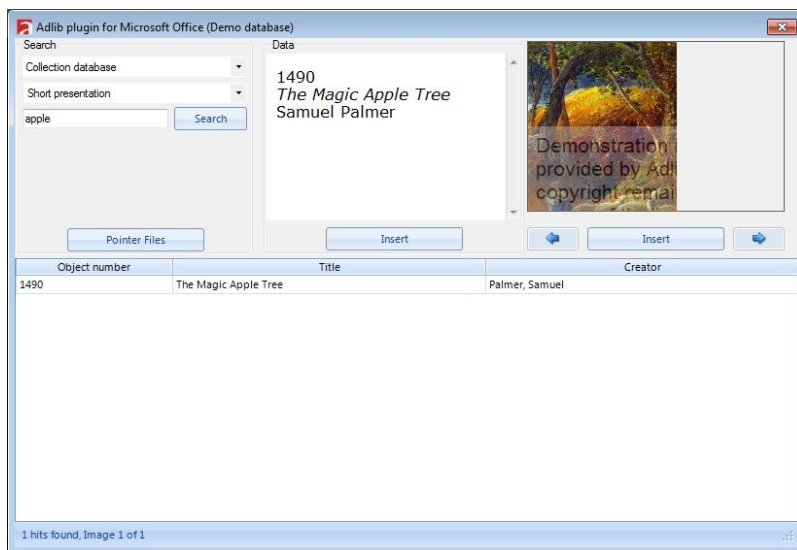 Adlib plugin for Microsoft Office (Demo database)
Search
Collection database
Short presentation
apple
Search
Pointer Files
Data
1490
The Magic Apple Tree
Samuel Palmer
Insert
Demonstration
provided by Adl
copyright remai
Insert
Object number Title Creator
1490 The Magic Apple Tree Palmer, Samuel
1 hits found, Image 1 of 1